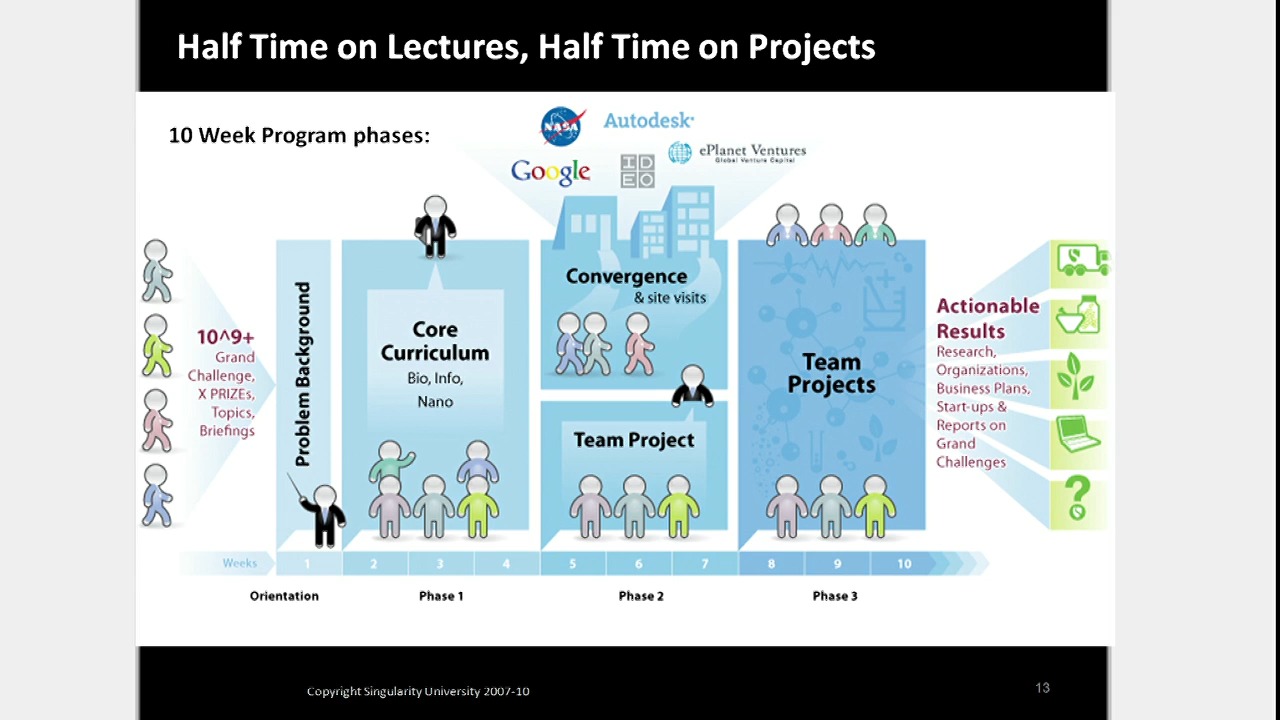 Half Time on Lectures, Half Time on Projects
10 Week Program phases:
NASA
Autodesk
Google
IDEO
ePlanet Ventures
Global Venture Capital
10^9+
Grand
Challenge,
X PRIZEs,
Topics,
Briefings
Problem Background
Core
Curriculum
Bio, Info,
Nano
Convergence
& site visits
Team Project
Team
Projects
Actionable
Results
Research,
Organizations,
Business Plans,
Start-ups &
Reports on
Grand
Challenges
?
Weeks 1 2 3 4 5 6 7 8 9 10
Orientation Phase 1 Phase 2 Phase 3
Copyright Singularity University 2007-10
13